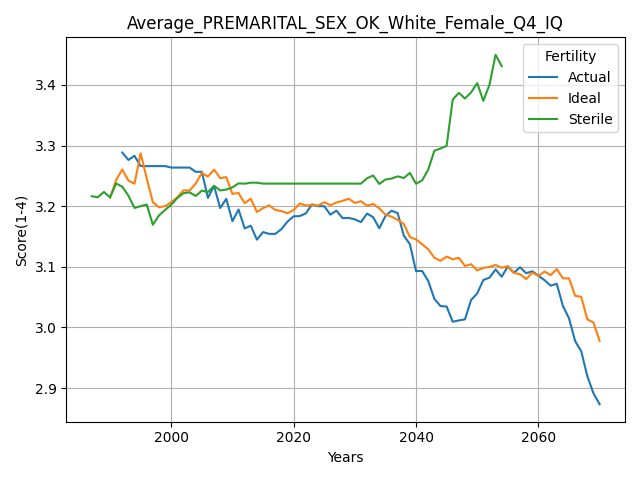 Average_PREMARITAL_SEX_OK_White_Female_Q4_IQ
Fertility
Actual
Ideal
Sterile
Score(1-4)
3.4
3.3
3.2
3.1
3.0
2.9
2000
2020
2040
2060
Years